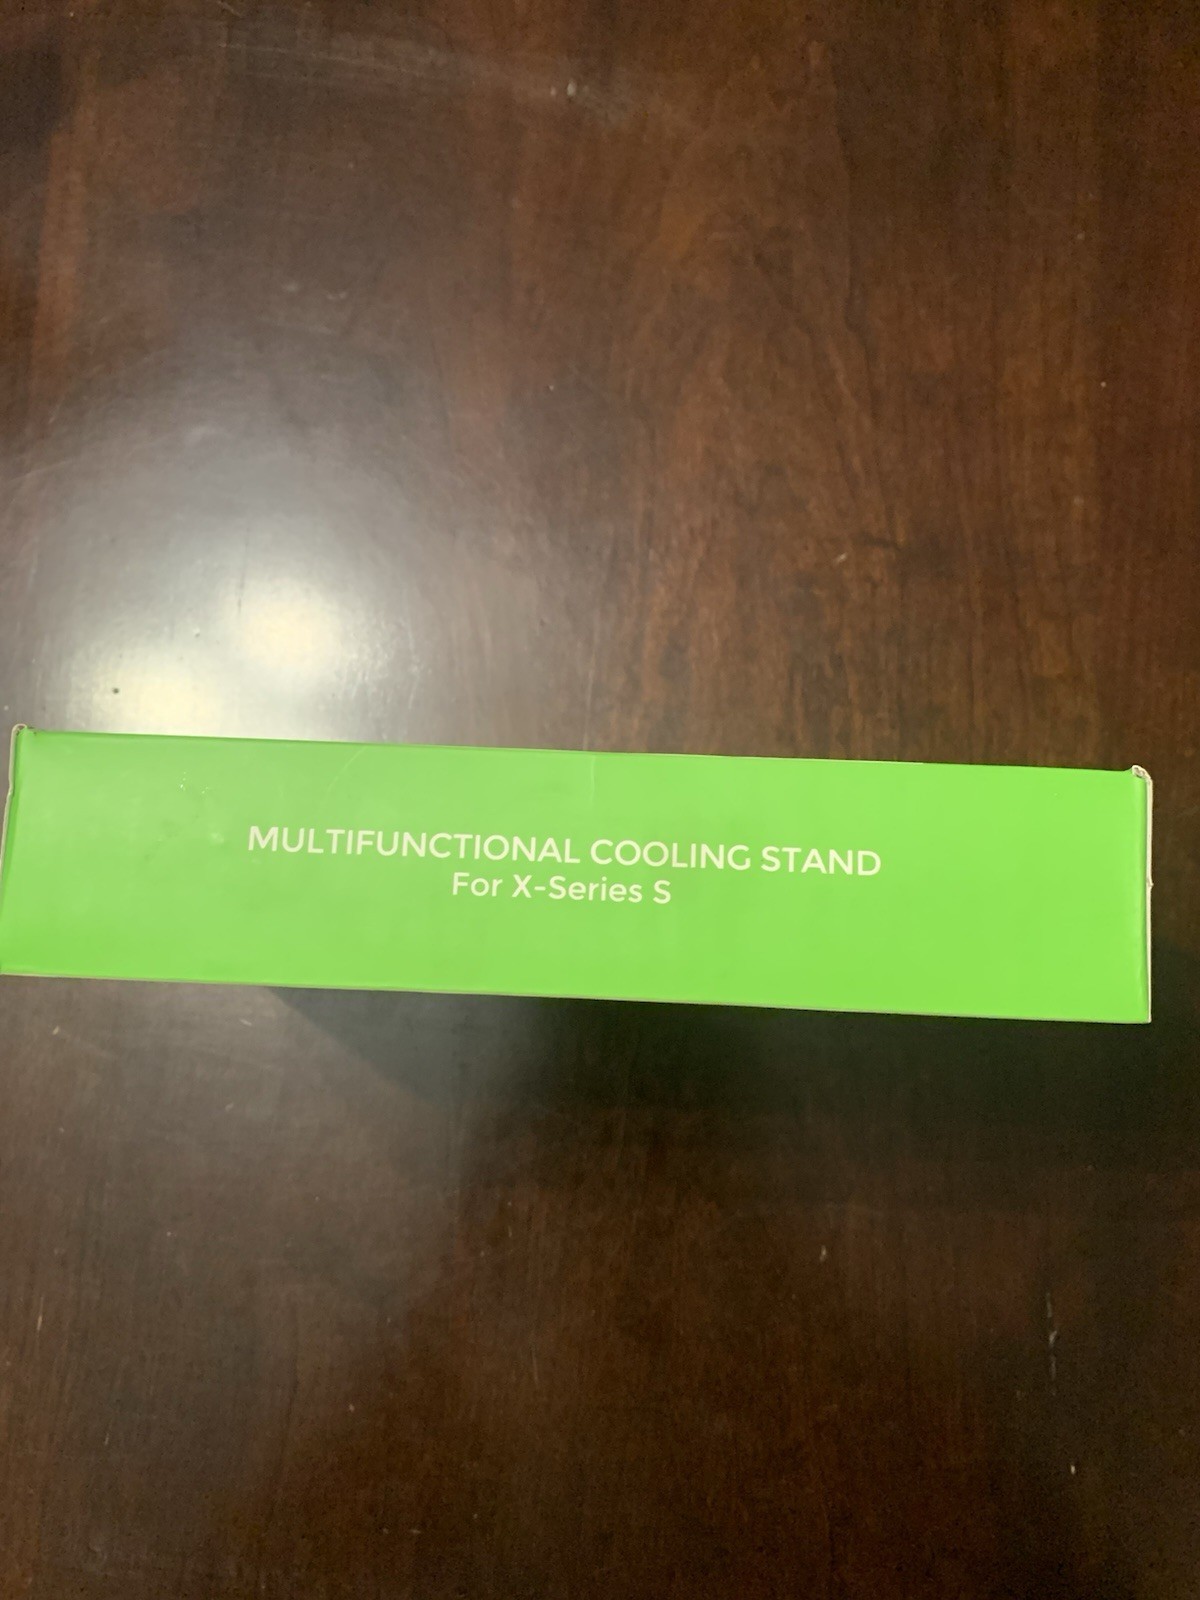 MULTIFUNCTIONAL COOLING STAND
For X-Series S